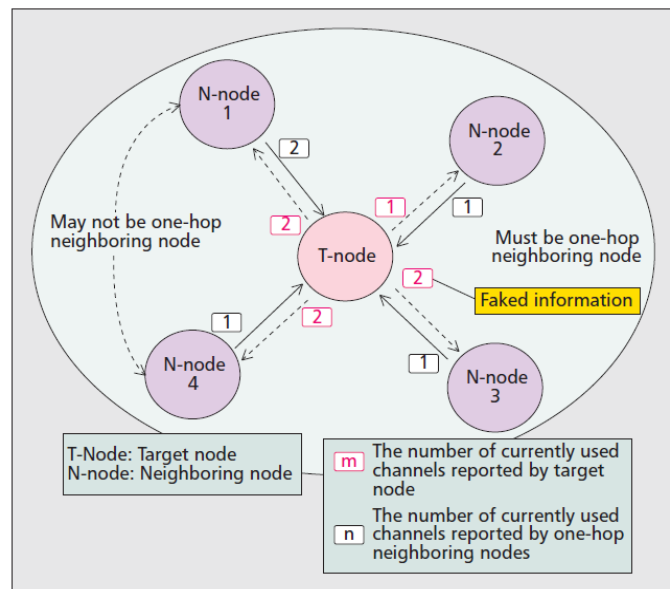 N-node
1
N-node
2
2
1
1
2
May not be one-hop
neighboring node
T-node
Must be one-hop
neighboring node
2
Faked information
2
1
1
N-node
4
N-node
3
T-Node: Target node
N-node: Neighboring node
m The number of currently used
channels reported by target
node
n The number of currently used
channels reported by one-hop
neighboring nodes